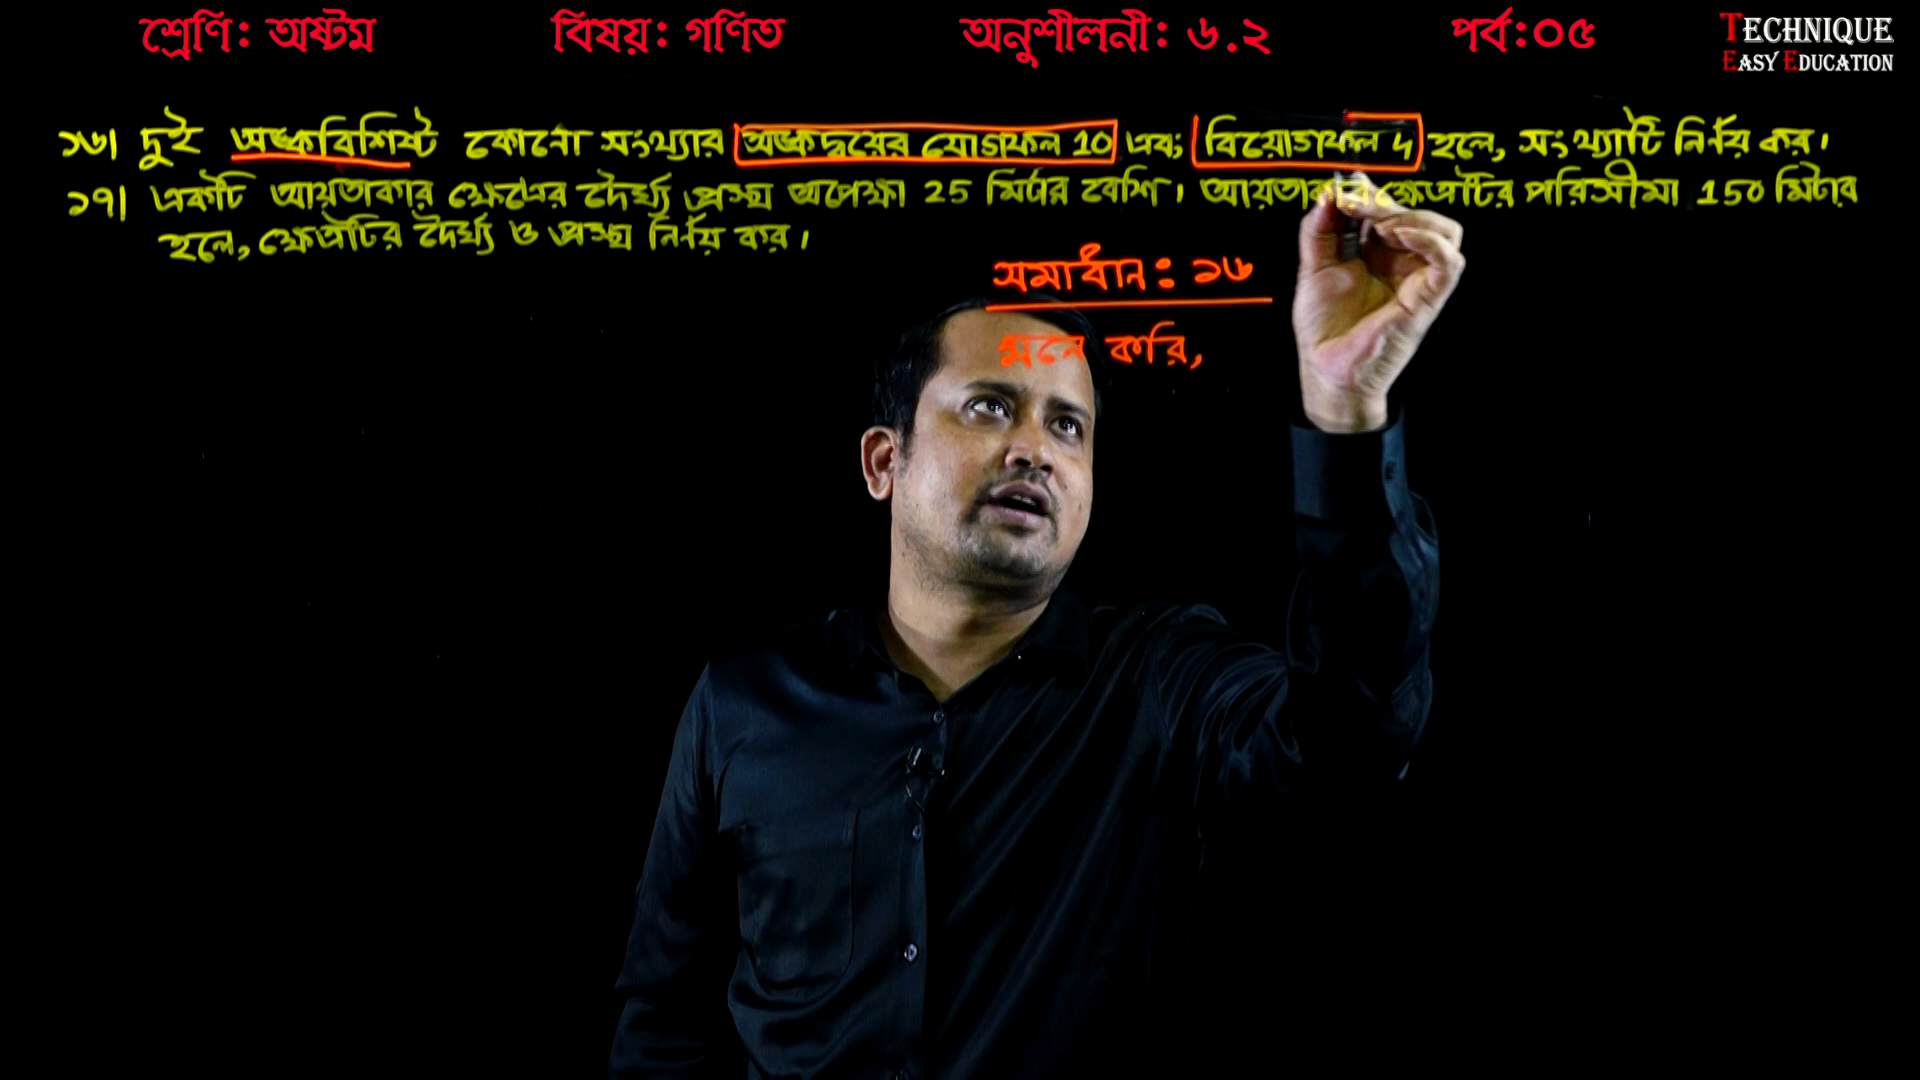 শ্রেণি: অষ্টম বিষয়: গণিত অনুশীলনী: ৬.২ পর্ব:০৫
TECHNIQUE
EASY EDUCATION
১৬। দুই অঙ্কবিশিষ্ট কোনো সংখ্যার অঙ্কদ্বয়ের যোগফল 10 এবং বিয়োগফল 4 হলে, সংখ্যাটি নির্ণয় কর।
১৭। একটি আয়তাকার ক্ষেত্রের দৈর্ঘ্য প্রস্থ অপেক্ষা 25 মিটার বেশি। আয়তাকার ক্ষেত্রটির পরিসীমা 150 মিটার
হলে, ক্ষেত্রটির দৈর্ঘ্য ও প্রস্থ নির্ণয় কর।
সমাধান: ১৬
মনে করি,